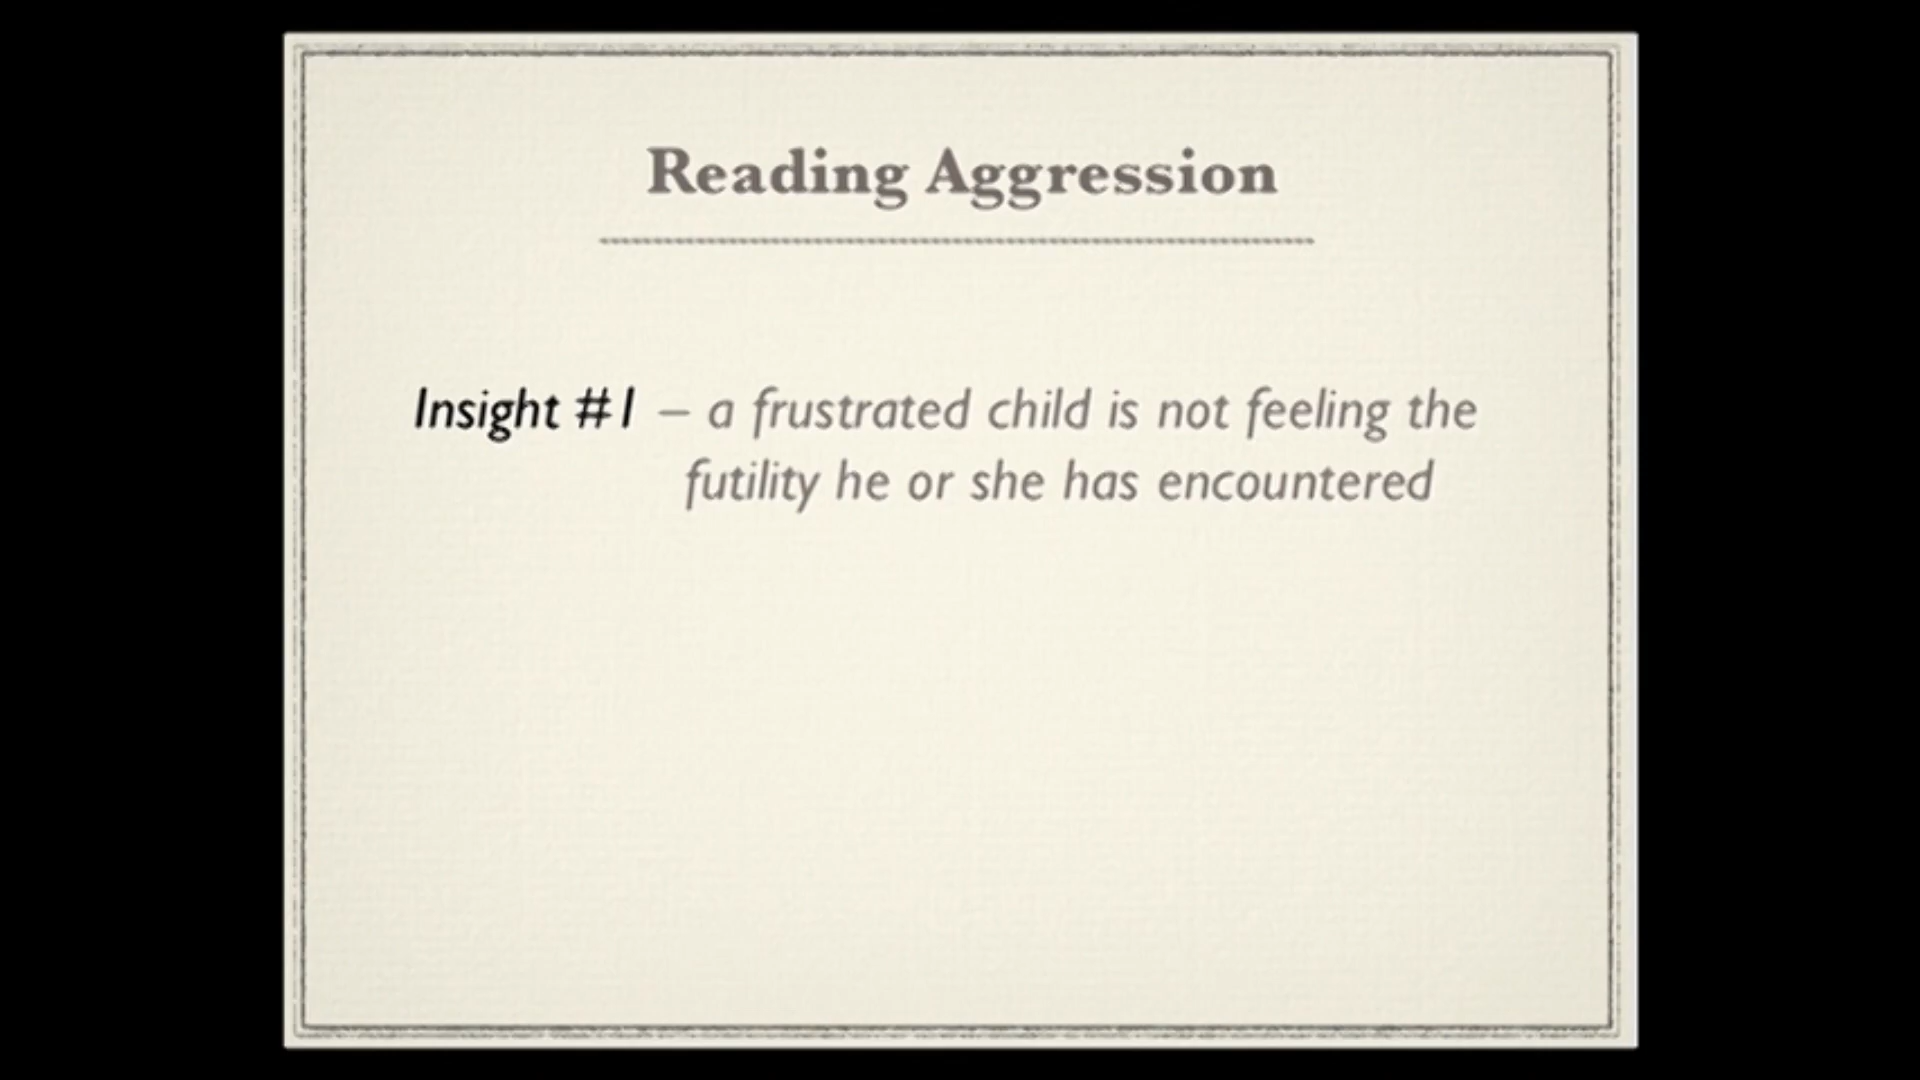 Reading Aggression
Insight #1 – a frustrated child is not feeling the
futility he or she has encountered